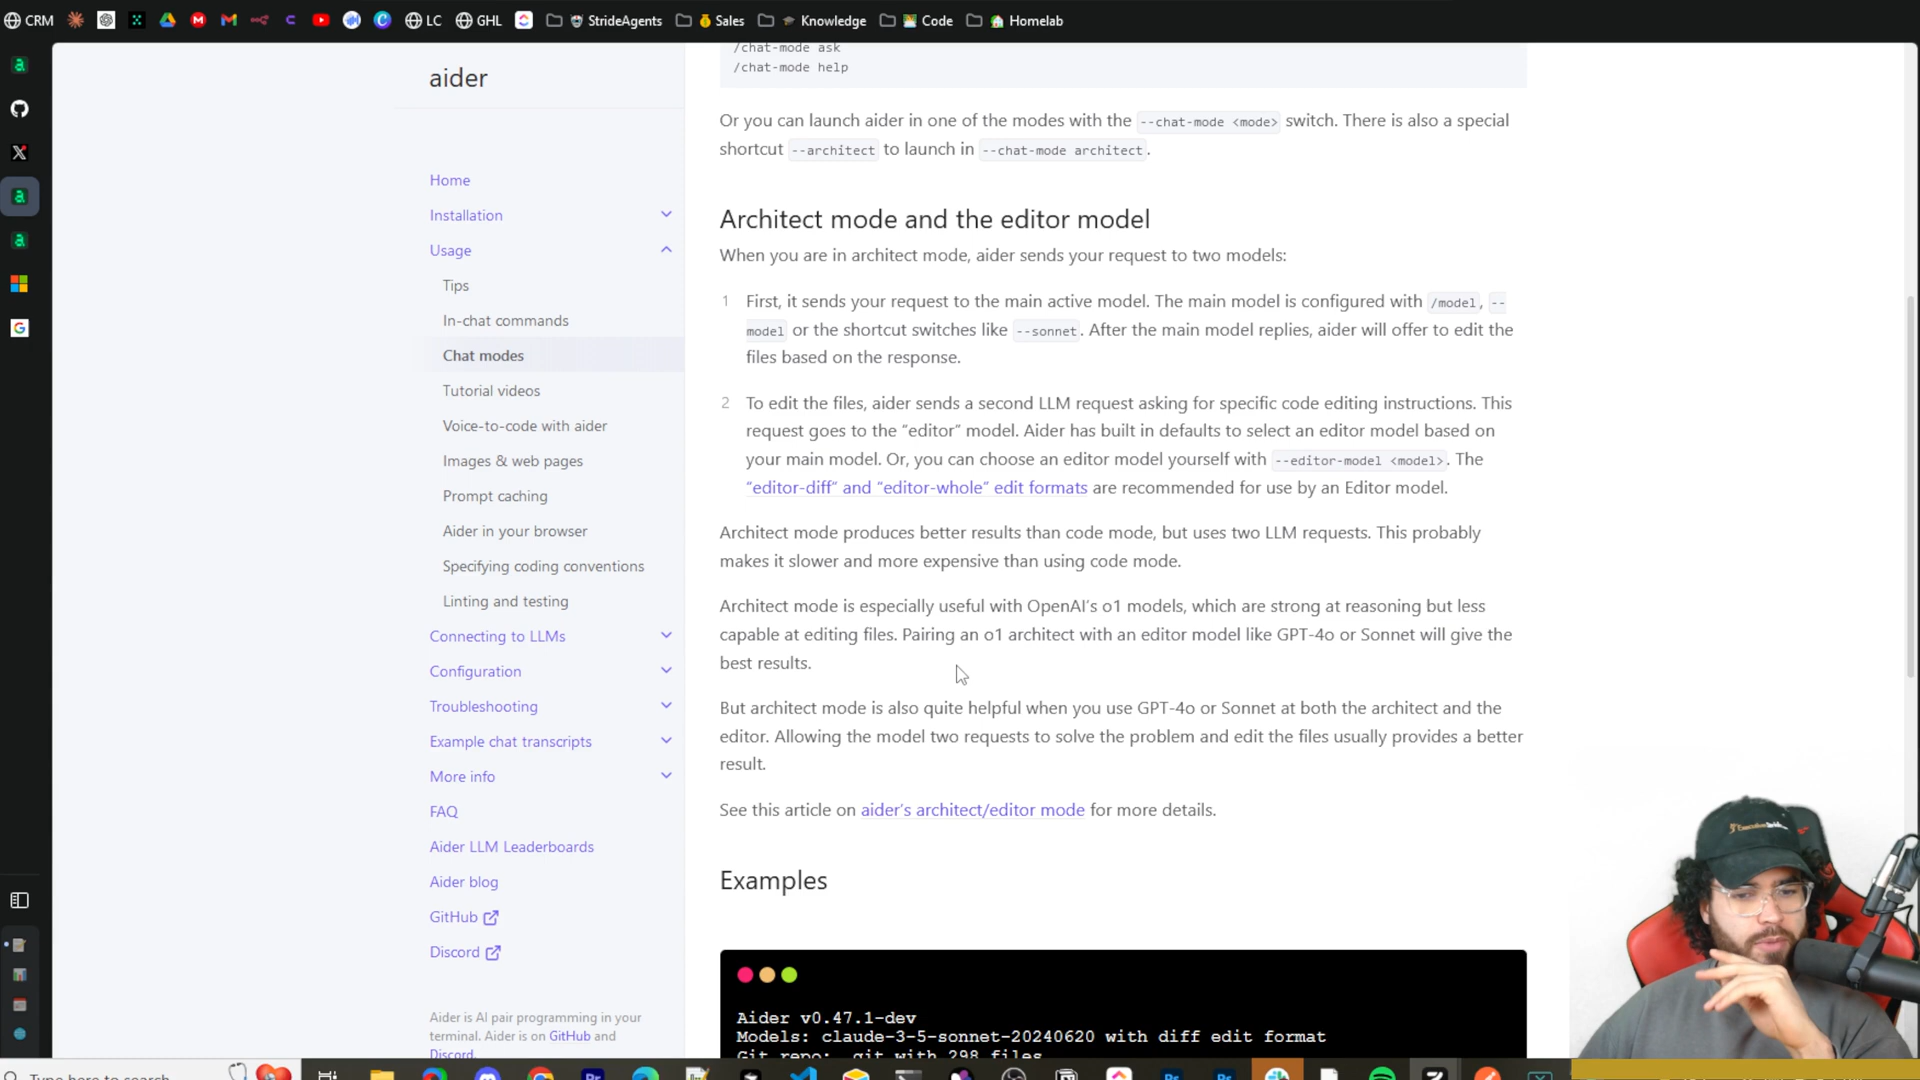 CRM
LC
GHL
StrideAgents
Sales
Knowledge
Code
Homelab
aider
Home
Installation
Usage
Tips
In-chat commands
Chat modes
Tutorial videos
Voice-to-code with aider
Images & web pages
Prompt caching
Aider in your browser
Specifying coding conventions
Linting and testing
Connecting to LLMs
Configuration
Troubleshooting
Example chat transcripts
More info
FAQ
Aider LLM Leaderboards
Aider blog
GitHub
Discord
Aider is AI pair programming in your
terminal. Aider is on GitHub and
Discord.
/chat-mode ask
/chat-mode help
Or you can launch aider in one of the modes with the --chat-mode <mode> switch. There is also a special
shortcut --architect to launch in --chat-mode architect.
Architect mode and the editor model
When you are in architect mode, aider sends your request to two models:
1 First, it sends your request to the main active model. The main model is configured with /model, --
model or the shortcut switches like --sonnet. After the main model replies, aider will offer to edit the
files based on the response.
2 To edit the files, aider sends a second LLM request asking for specific code editing instructions. This
request goes to the “editor” model. Aider has built in defaults to select an editor model based on
your main model. Or, you can choose an editor model yourself with --editor-model <model>. The
“editor-diff” and “editor-whole” edit formats are recommended for use by an Editor model.
Architect mode produces better results than code mode, but uses two LLM requests. This probably
makes it slower and more expensive than using code mode.
Architect mode is especially useful with OpenAI’s o1 models, which are strong at reasoning but less
capable at editing files. Pairing an o1 architect with an editor model like GPT-4o or Sonnet will give the
best results.
But architect mode is also quite helpful when you use GPT-4o or Sonnet at both the architect and the
editor. Allowing the model two requests to solve the problem and edit the files usually provides a better
result.
See this article on aider’s architect/editor mode for more details.
Examples
Aider v0.47.1-dev
Models: claude-3-5-sonnet-20240620 with diff edit format
Git repo: .git with 298 files
Type here to search